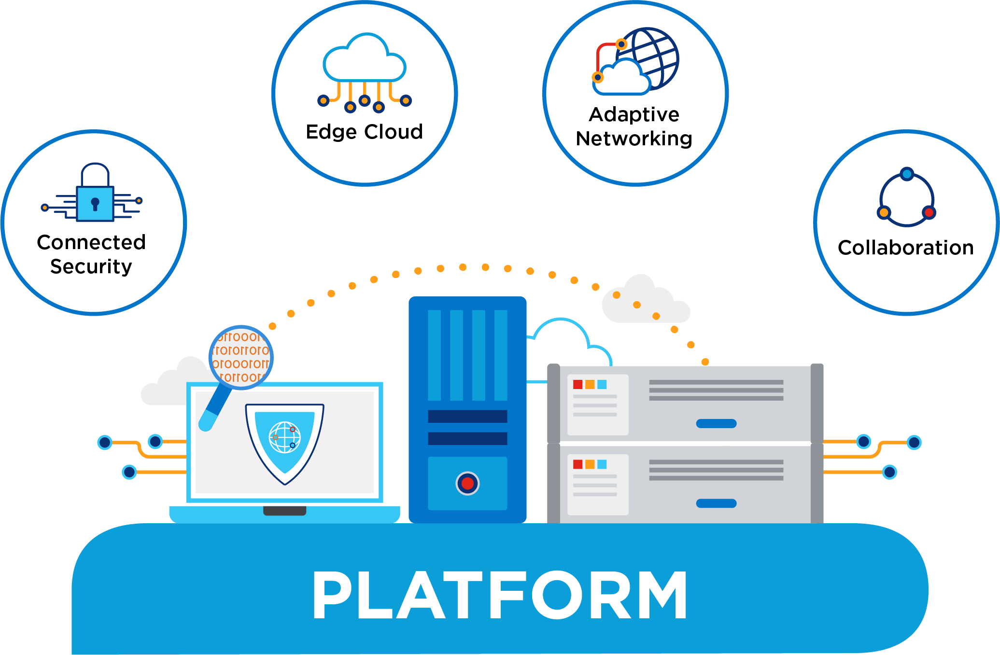 Edge Cloud
Adaptive
Networking
Connected
Security
Collaboration
PLATFORM